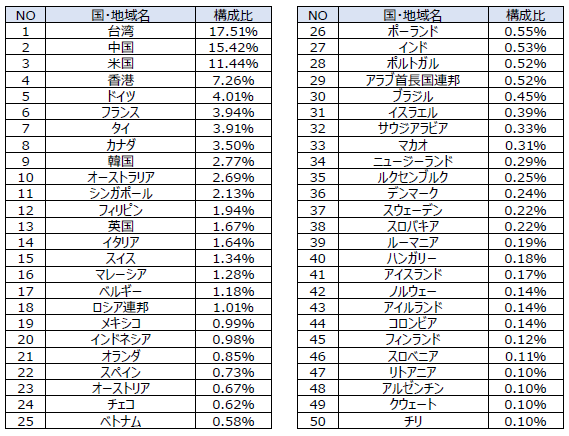 NO 国・地域名 構成比
1 台湾 17.51%
2 中国 15.42%
3 米国 11.44%
4 香港 7.26%
5 ドイツ 4.01%
6 フランス 3.94%
7 タイ 3.91%
8 カナダ 3.50%
9 韓国 2.77%
10 オーストラリア 2.69%
11 シンガポール 2.13%
12 フィリピン 1.94%
13 英国 1.67%
14 イタリア 1.64%
15 スイス 1.34%
16 マレーシア 1.28%
17 ベルギー 1.18%
18 ロシア連邦 1.01%
19 メキシコ 0.99%
20 インドネシア 0.98%
21 オランダ 0.85%
22 スペイン 0.73%
23 オーストリア 0.67%
24 チェコ 0.62%
25 ベトナム 0.58%
NO 国・地域名 構成比
26 ポーランド 0.55%
27 インド 0.53%
28 ポルトガル 0.52%
29 アラブ首長国連邦 0.52%
30 ブラジル 0.45%
31 イスラエル 0.39%
32 サウジアラビア 0.33%
33 マカオ 0.31%
34 ニュージーランド 0.29%
35 ルクセンブルク 0.25%
36 デンマーク 0.24%
37 スウェーデン 0.22%
38 スロバキア 0.22%
39 ルーマニア 0.19%
40 ハンガリー 0.18%
41 アイスランド 0.17%
42 ノルウェー 0.14%
43 アイルランド 0.14%
44 コロンビア 0.14%
45 フィンランド 0.12%
46 スロベニア 0.11%
47 リトアニア 0.10%
48 アルゼンチン 0.10%
49 クウェート 0.10%
50 チリ 0.10%